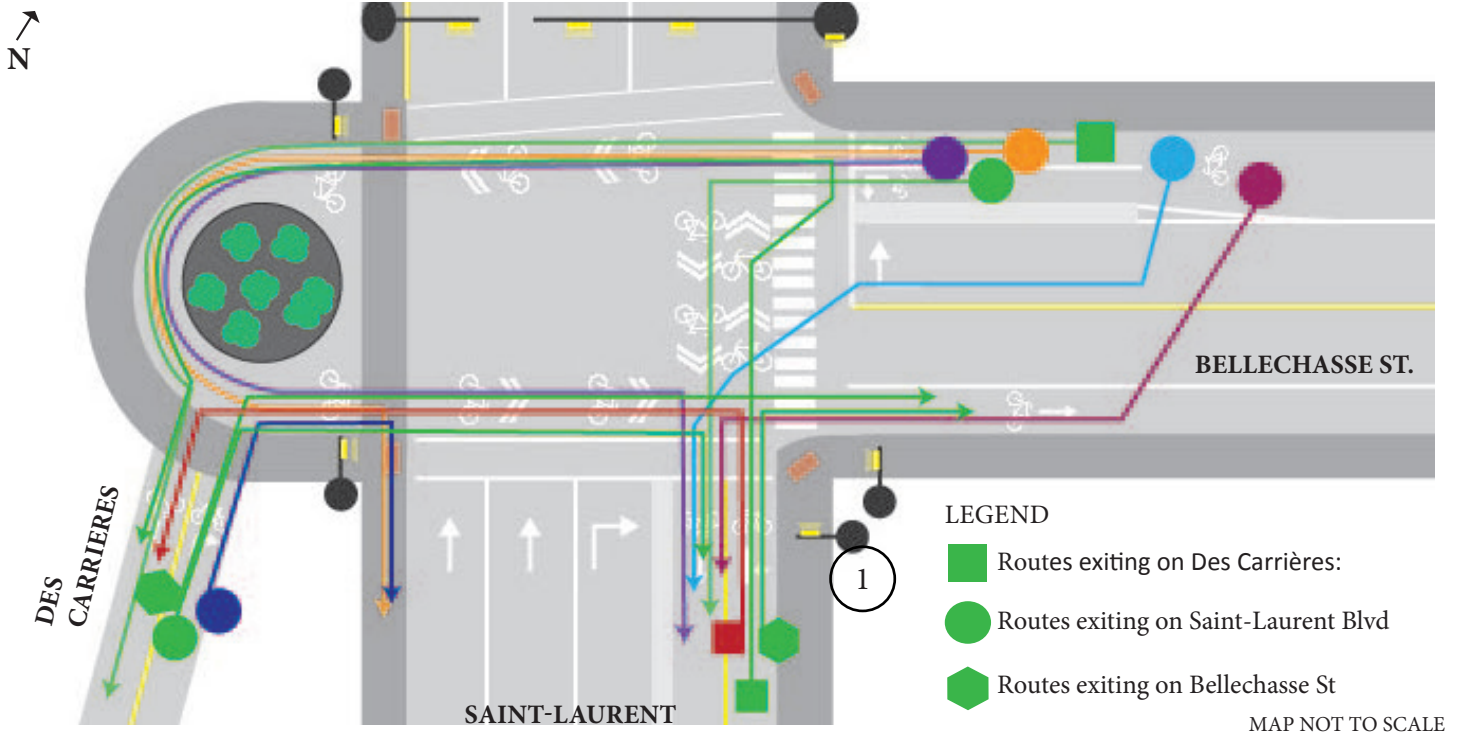 N
BELLECHASSE ST.
DES
CARRIERES
SAINT-LAURENT
1
LEGEND
Routes exiting on Des Carrières:
Routes exiting on Saint-Laurent Blvd
Routes exiting on Bellechasse St
MAP NOT TO SCALE